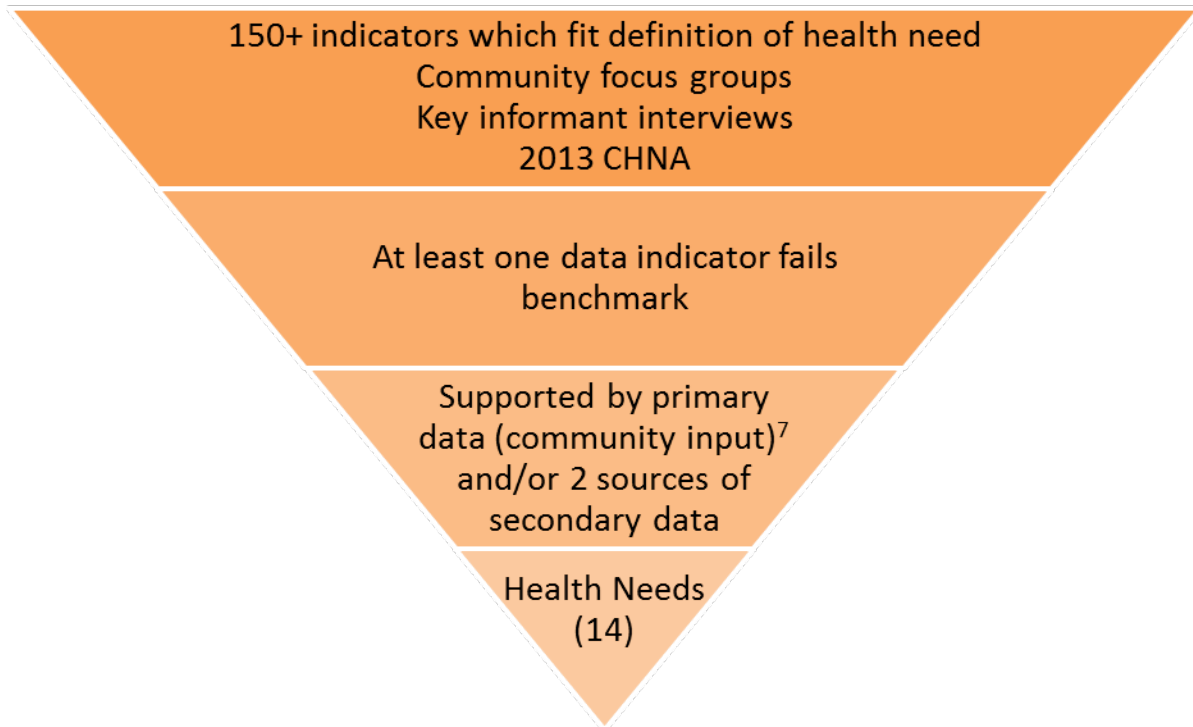 150+ indicators which fit definition of health need
Community focus groups
Key informant interviews
2013 CHNA
At least one data indicator fails
benchmark
Supported by primary
data (community input)⁷
and/or 2 sources of
secondary data
Health Needs
(14)